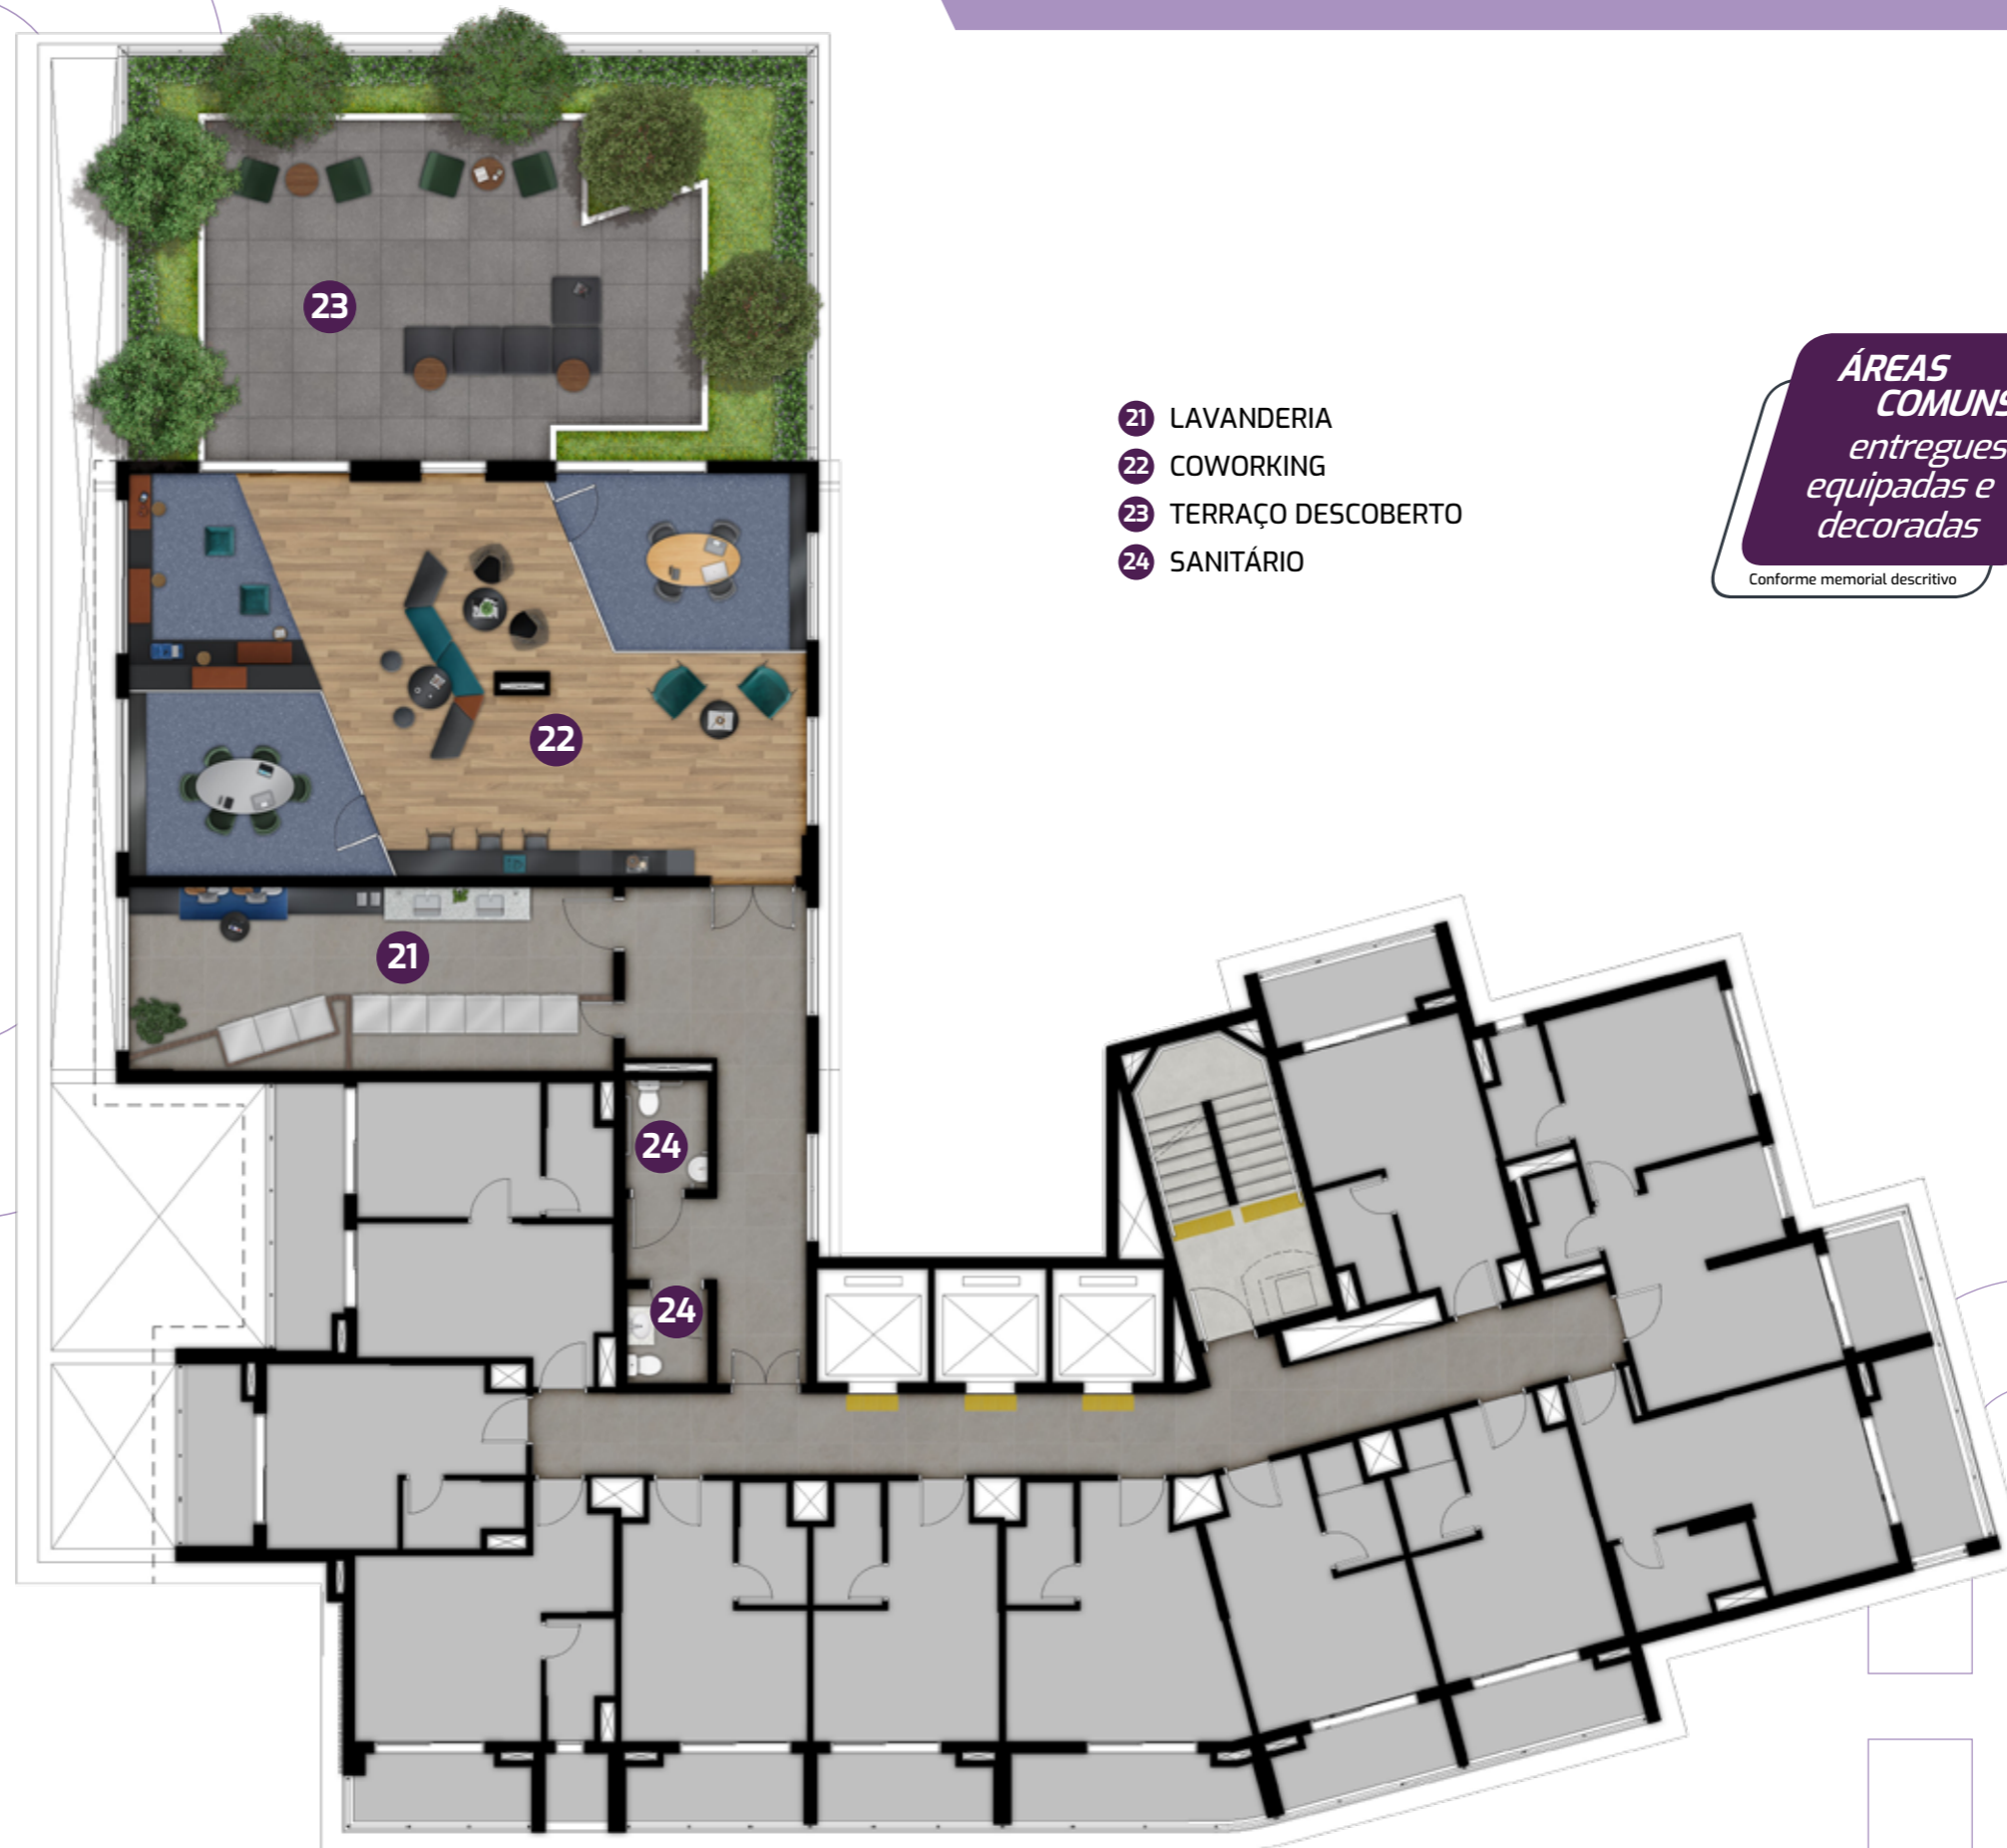 23
22
21
24
24
21 LAVANDERIA
22 COWORKING
23 TERRAÇO DESCOBERTO
24 SANITÁRIO
ÁREAS
COMUNS
entregues
equipadas e
decoradas
Conforme memorial descritivo